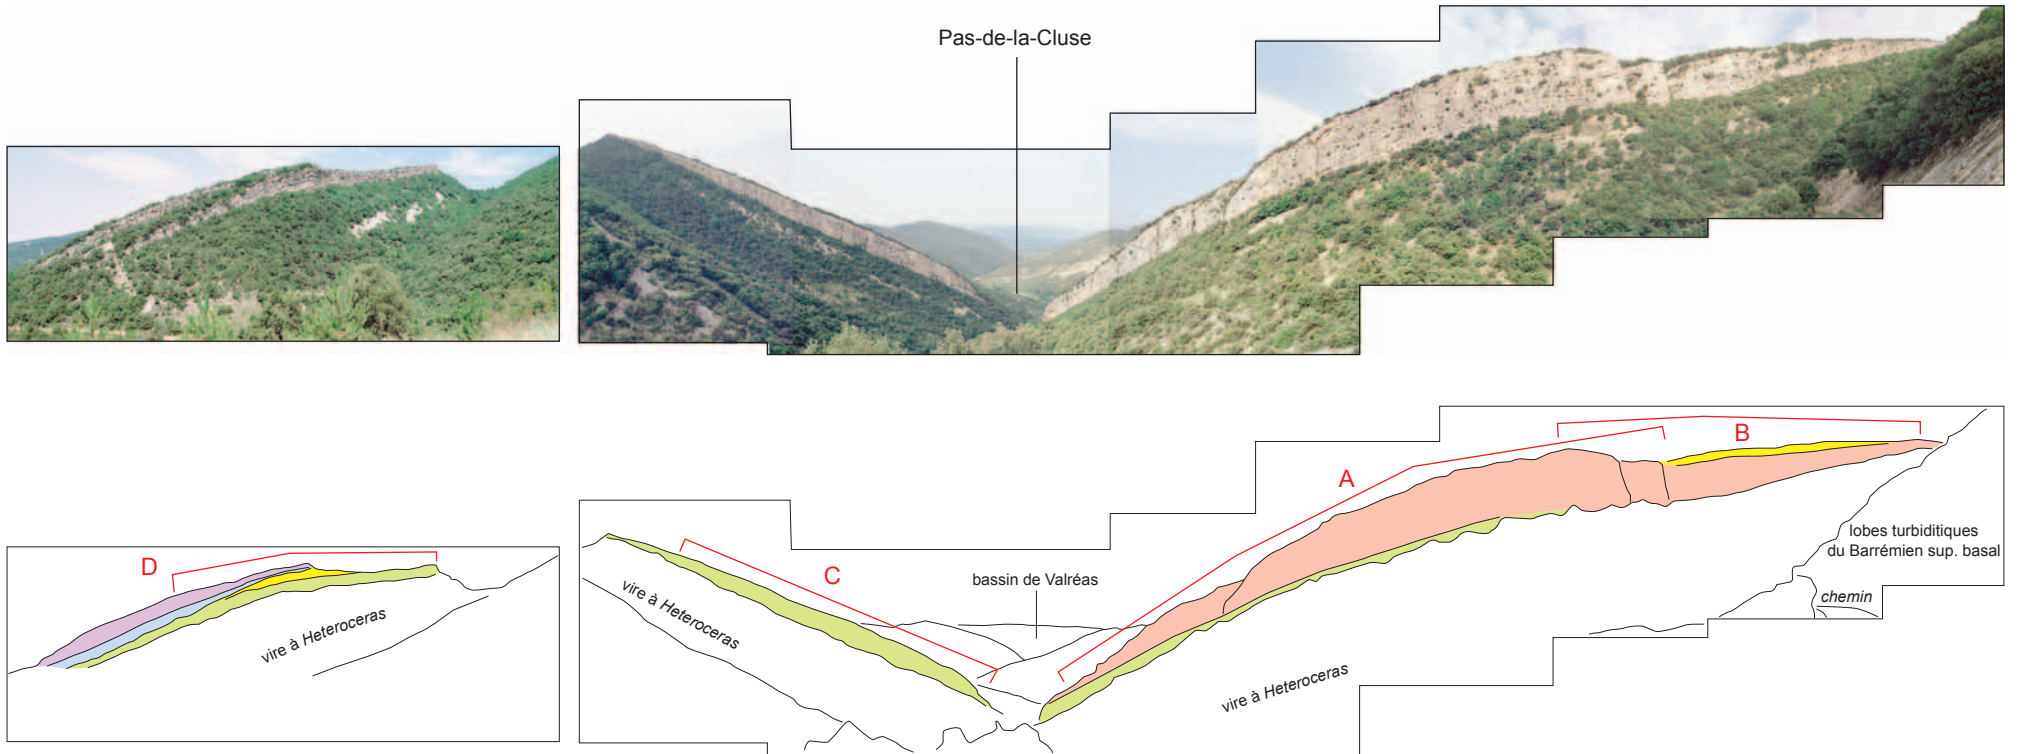 Pas-de-la-Cluse
D
vire à Heteroceras
C
vire à Heteroceras
bassin de Valréas
A
B
vire à Heteroceras
lobes turbiditiques
du Barrémien sup. basal
chemin